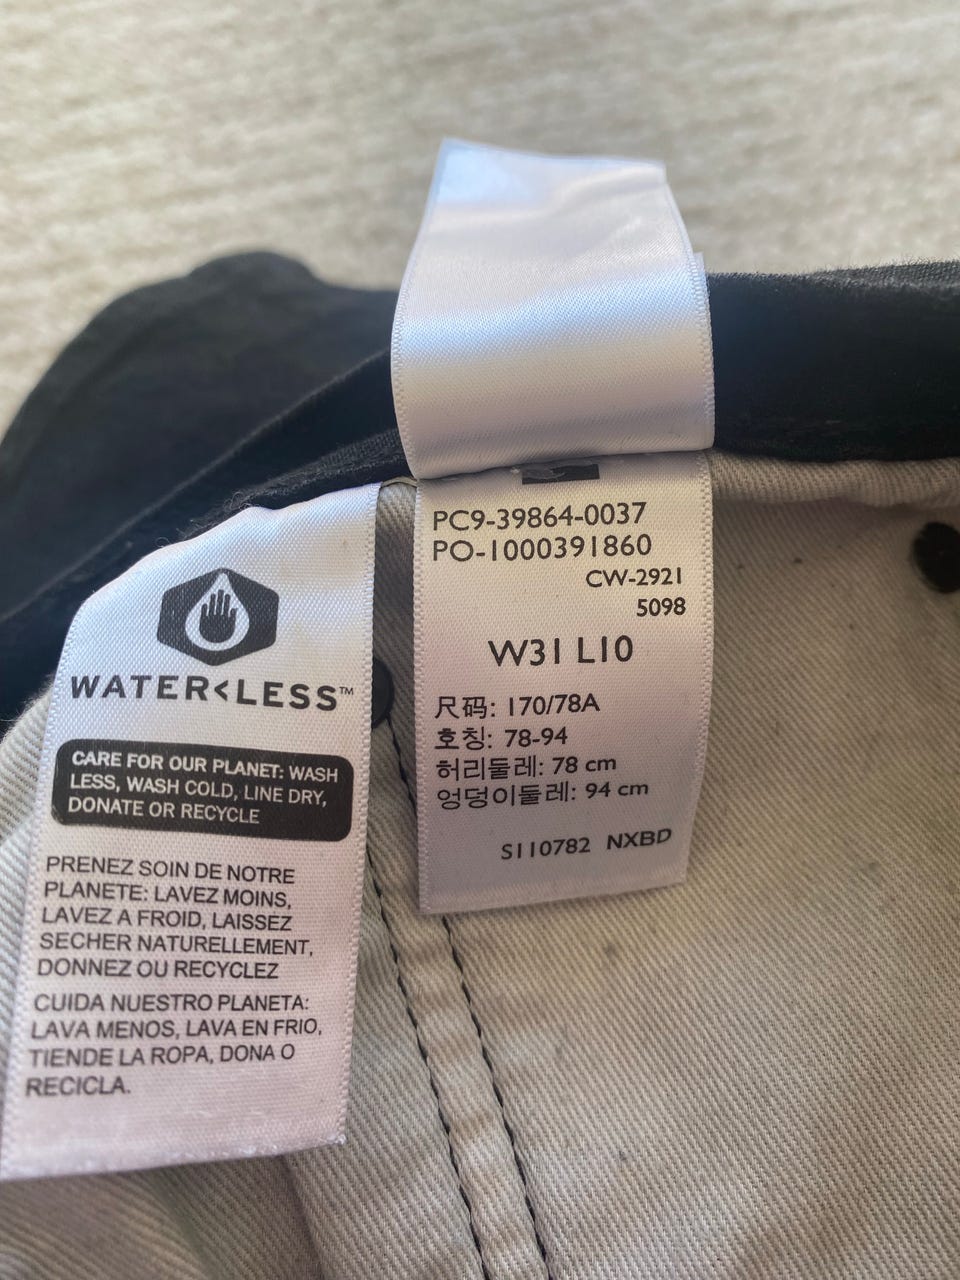 WATER<LESS™
CARE FOR OUR PLANET: WASH
LESS, WASH COLD, LINE DRY,
DONATE OR RECYCLE
PRENEZ SOIN DE NOTRE
PLANETE: LAVEZ MOINS,
LAVEZ A FROID, LAISSEZ
SECHER NATURELLEMENT,
DONNEZ OU RECYCLEZ
CUIDA NUESTRO PLANETA:
LAVA MENOS, LAVA EN FRIO,
TIENDE LA ROPA, DONA O
RECICLA.
PC9-39864-0037
PO-1000391860
CW-2921
5098
W31 L10
尺码: 170/78A
호칭: 78-94
허리둘레: 78 cm
엉덩이둘레: 94 cm
S110782 NXBD